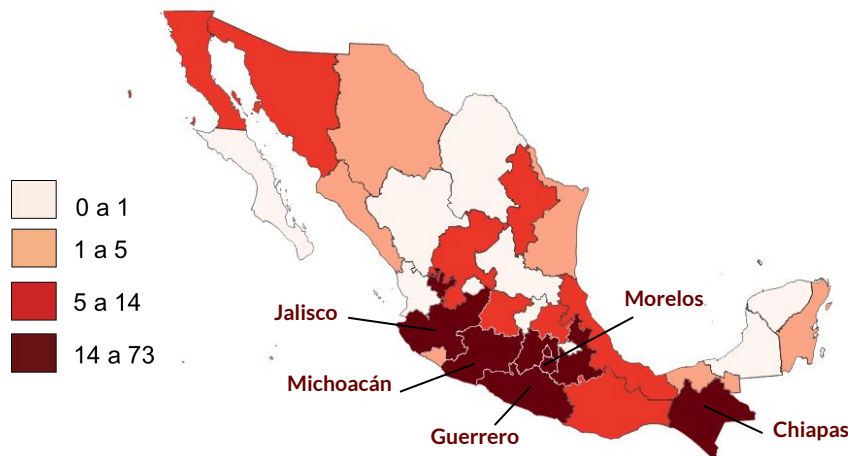 0 a 1
1 a 5
5 a 14
14 a 73
Jalisco
Morelos
Michoacán
Guerrero
Chiapas